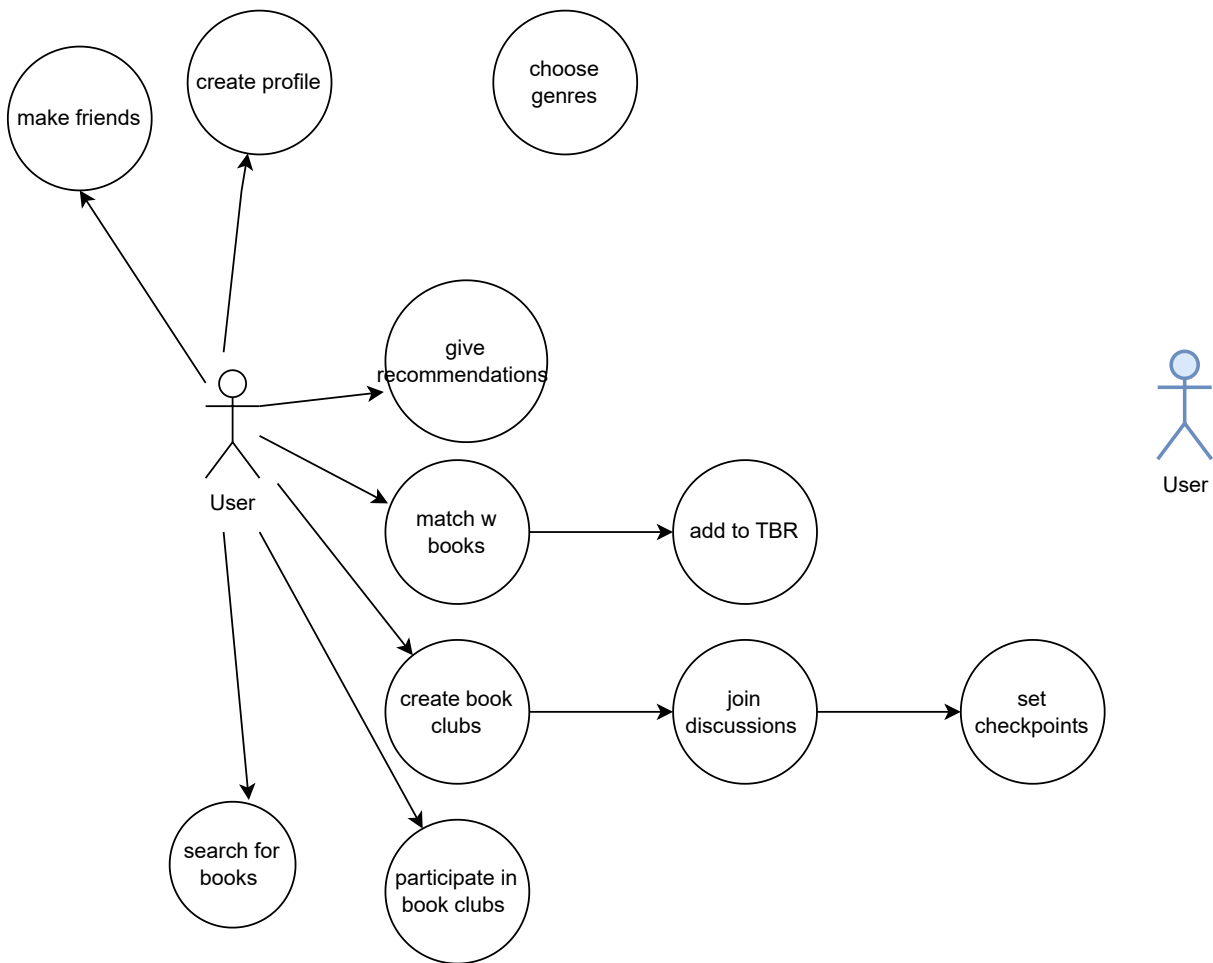 make friends
create profile
choose
genres
give
recommendations
User
match w
books
add to TBR
User
create book
clubs
join
discussions
set
checkpoints
search for
books
participate in
book clubs